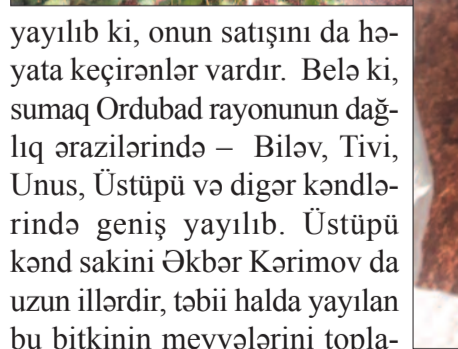 yayılıb ki, onun satışını da hə-
yata keçirənlər vardır. Belə ki,
sumaq Ordubad rayonunun dağ-
lıq ərazilərində – Biləv, Tivi,
Unus, Üstüpü və digər kəndlə-
rində geniş yayılıb. Üstüpü
kənd sakini Əkbər Kərimov da
uzun illərdir, təbii halda yayılan
bu bitkinin meyvələrini topla-